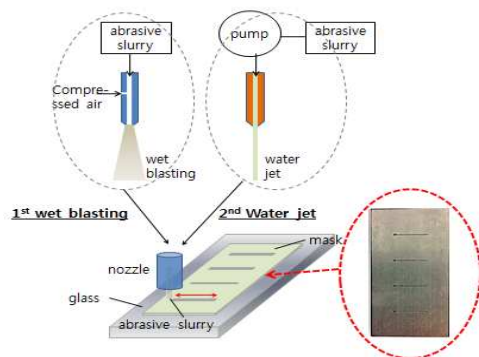 abrasive
slurry
pump
abrasive
slurry
Compre-
ssed air
wet
blasting
water
jet
1st wet blasting
2nd Water jet
mask
nozzle
glass
abrasive slurry